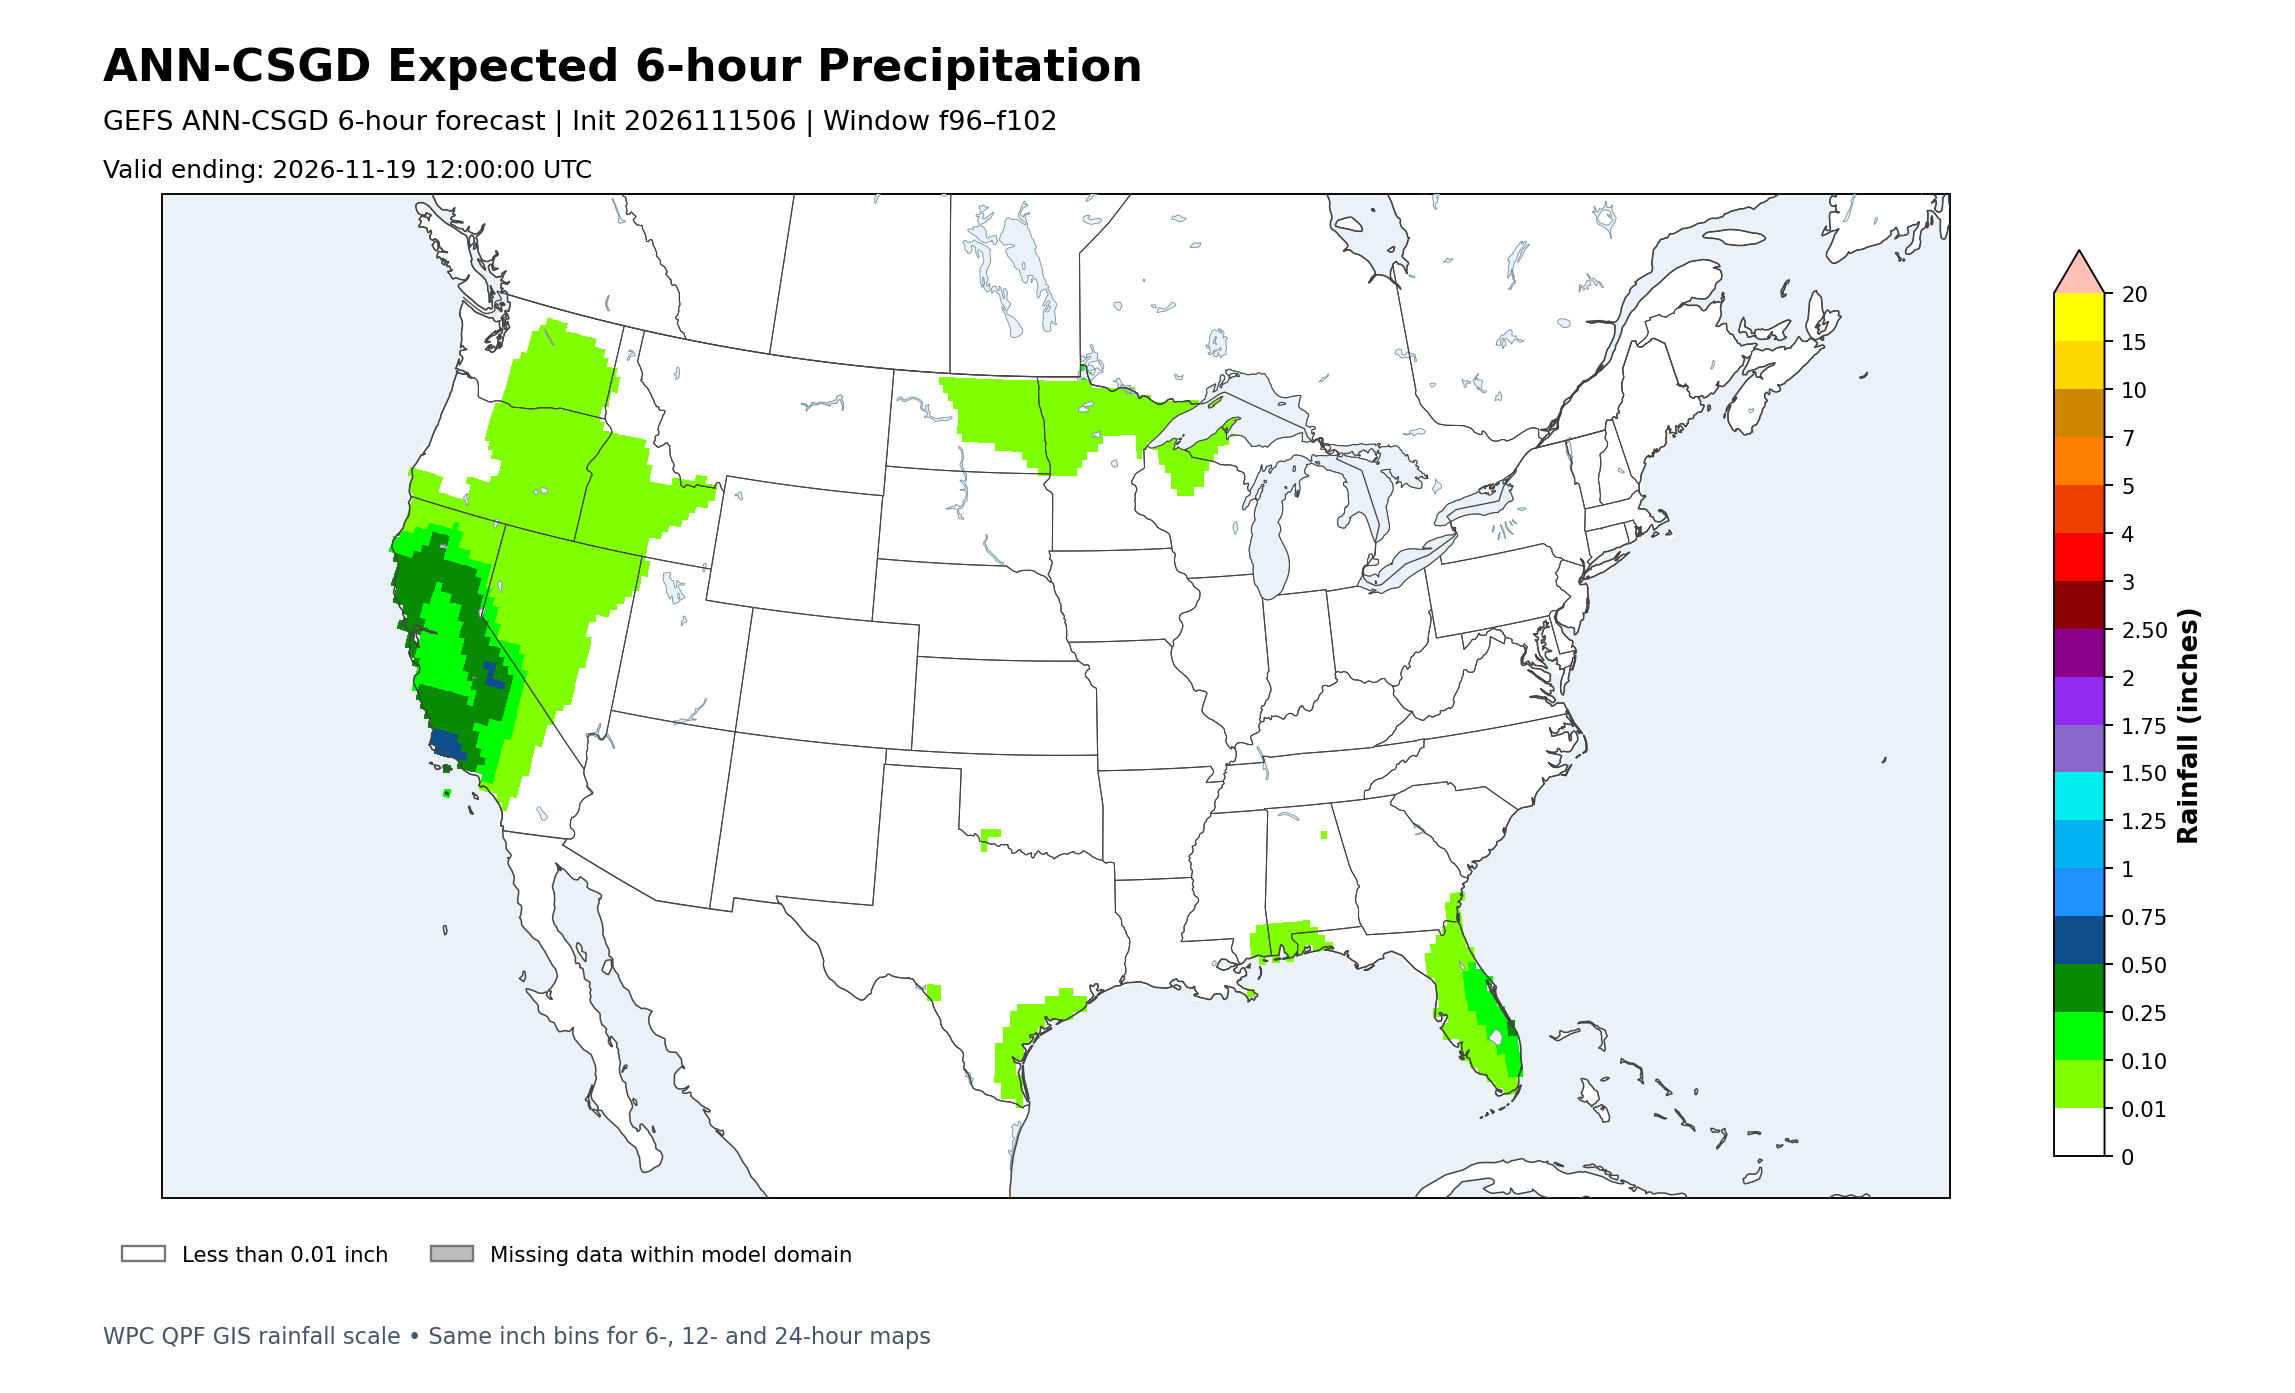 ANN-CSGD Expected 6-hour Precipitation
GEFS ANN-CSGD 6-hour forecast | Init 2026111506 | Window f96–f102
Valid ending: 2026-11-19 12:00:00 UTC
20
15
10
7
5
4
3
2.50
2
1.75
1.50
1.25
1
0.75
0.50
0.25
0.10
0.01
0
Rainfall (inches)
Less than 0.01 inch
Missing data within model domain
WPC QPF GIS rainfall scale • Same inch bins for 6-, 12- and 24-hour maps